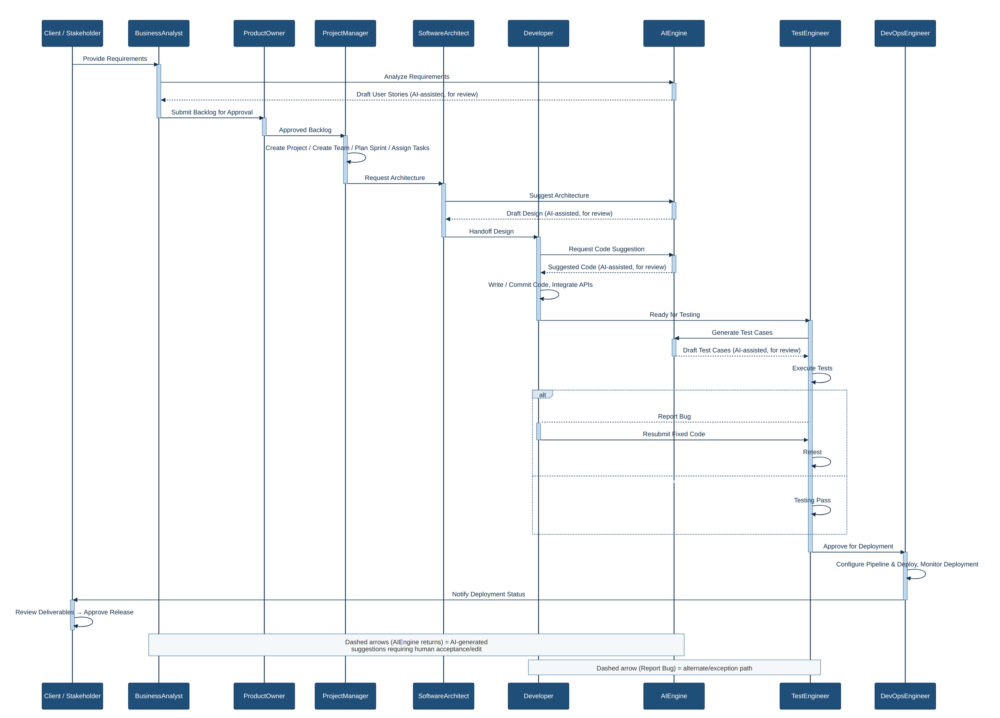 Client / Stakeholder
BusinessAnalyst
ProductOwner
ProjectManager
SoftwareArchitect
Developer
AIEngine
TestEngineer
DevOpsEngineer
Provide Requirements
Analyze Requirements
Draft User Stories (AI-assisted, for review)
Submit Backlog for Approval
Approved Backlog
Create Project / Create Team / Plan Sprint / Assign Tasks
Request Architecture
Suggest Architecture
Draft Design (AI-assisted, for review)
Handoff Design
Request Code Suggestion
Suggested Code (AI-assisted, for review)
Write / Commit Code, Integrate APIs
Ready for Testing
Generate Test Cases
Draft Test Cases (AI-assisted, for review)
Execute Tests
alt
Report Bug
Resubmit Fixed Code
Retest
Testing Pass
Approve for Deployment
Configure Pipeline & Deploy, Monitor Deployment
Notify Deployment Status
Review Deliverables → Approve Release
Dashed arrows (AIEngine returns) = AI-generated
suggestions requiring human acceptance/edit
Dashed arrow (Report Bug) = alternate/exception path
Client / Stakeholder
BusinessAnalyst
ProductOwner
ProjectManager
SoftwareArchitect
Developer
AIEngine
TestEngineer
DevOpsEngineer